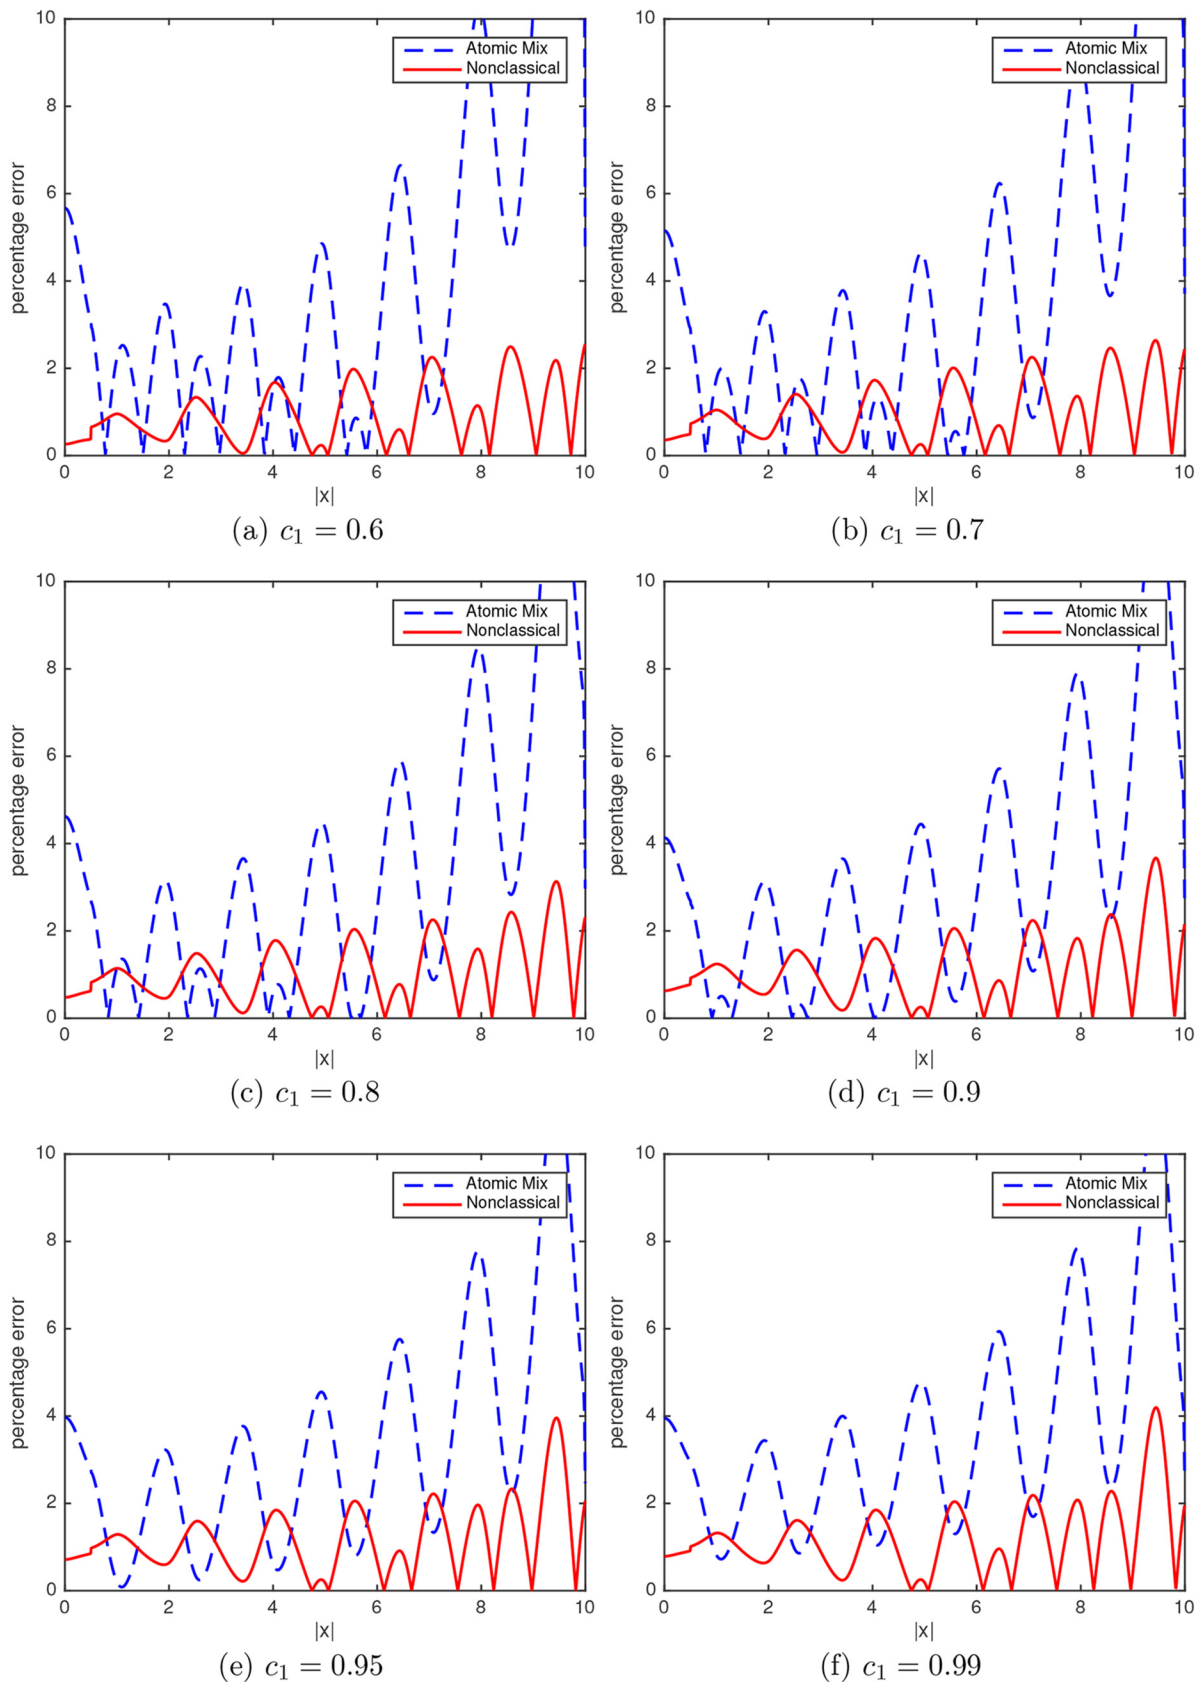 10
8
6
4
2
0
percentage error
Atomic Mix
Nonclassical
0 2 4 6 8 10
|x|
(a) c₁ = 0.6
10
8
6
4
2
0
percentage error
Atomic Mix
Nonclassical
0 2 4 6 8 10
|x|
(b) c₁ = 0.7
10
8
6
4
2
0
percentage error
Atomic Mix
Nonclassical
0 2 4 6 8 10
|x|
(c) c₁ = 0.8
10
8
6
4
2
0
percentage error
Atomic Mix
Nonclassical
0 2 4 6 8 10
|x|
(d) c₁ = 0.9
10
8
6
4
2
0
percentage error
Atomic Mix
Nonclassical
0 2 4 6 8 10
|x|
(e) c₁ = 0.95
10
8
6
4
2
0
percentage error
Atomic Mix
Nonclassical
0 2 4 6 8 10
|x|
(f) c₁ = 0.99